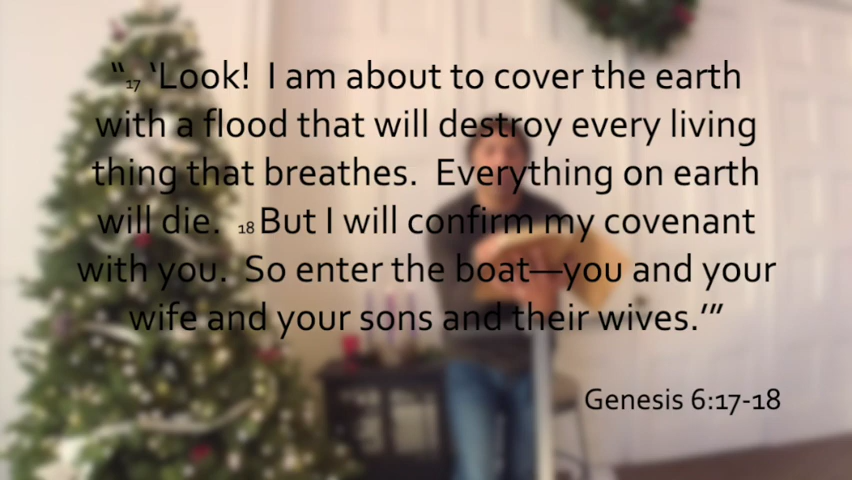 “17 ‘Look! I am about to cover the earth
with a flood that will destroy every living
thing that breathes. Everything on earth
will die. 18 But I will confirm my covenant
with you. So enter the boat—you and your
wife and your sons and their wives.’”
Genesis 6:17-18